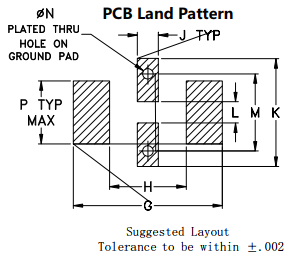 PCB Land Pattern
ØN
PLATED THRU
HOLE ON
GROUND PAD
J TYP
P TYP
MAX
L
M
K
H
G
Suggested Layout
Tolerance to be within ±.002